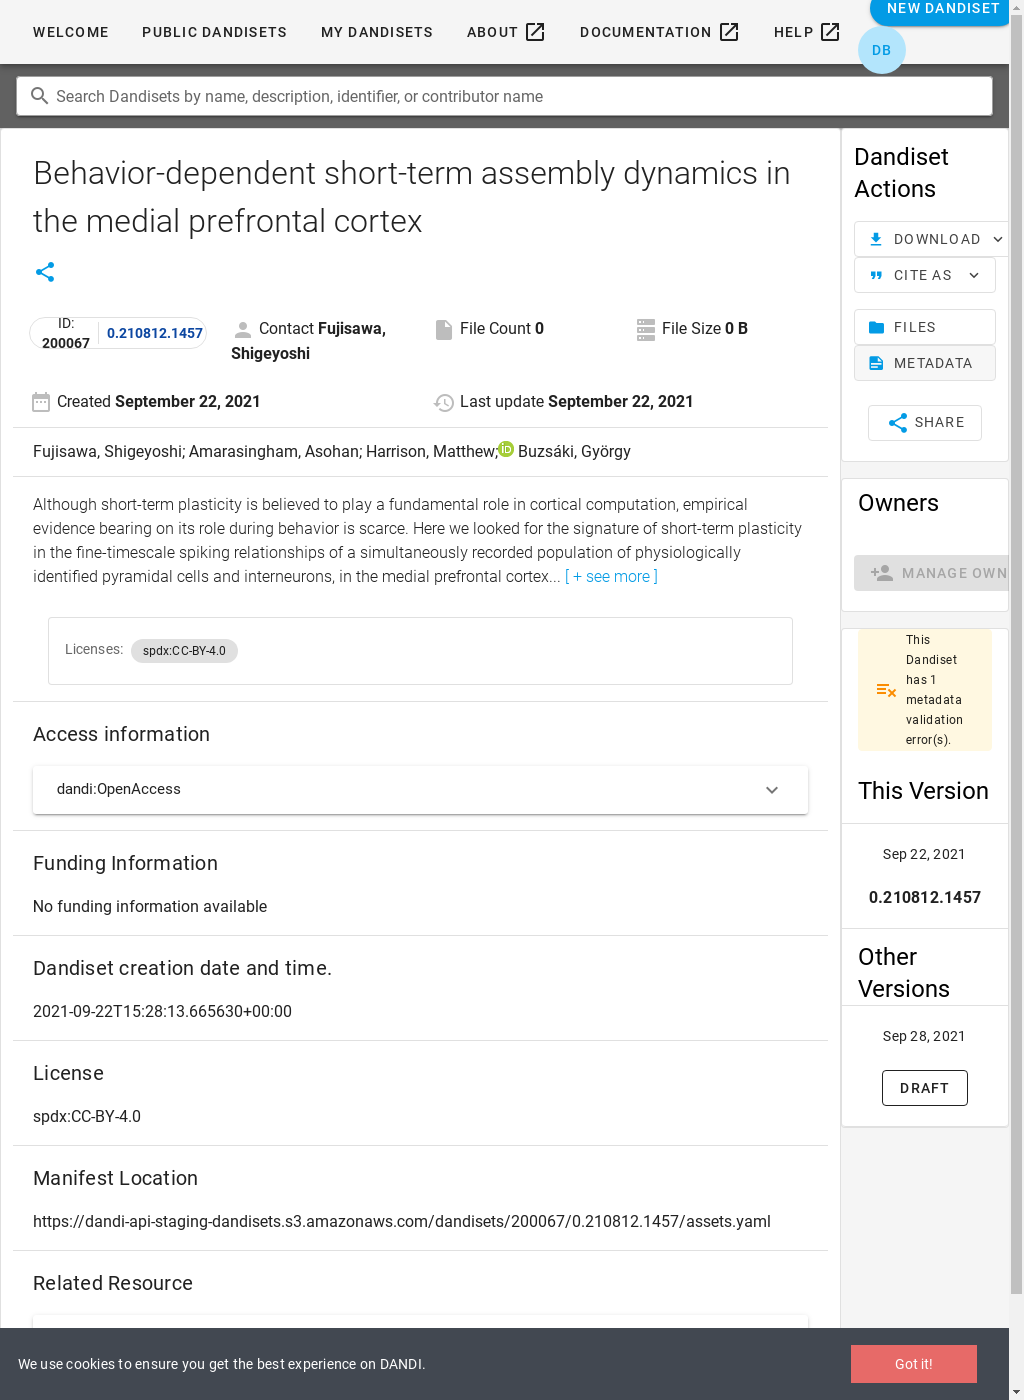 WELCOME PUBLIC DANDISETS MY DANDISETS ABOUT DOCUMENTATION HELP NEW DANDISET
DB
Search Dandisets by name, description, identifier, or contributor name
Behavior-dependent short-term assembly dynamics in
the medial prefrontal cortex
ID:
200067
0.210812.1457
Contact Fujisawa,
Shigeyoshi
File Count 0
File Size 0 B
Created September 22, 2021
Last update September 22, 2021
Fujisawa, Shigeyoshi; Amarasingham, Asohan; Harrison, Matthew; iD Buzsáki, György
Although short-term plasticity is believed to play a fundamental role in cortical computation, empirical
evidence bearing on its role during behavior is scarce. Here we looked for the signature of short-term plasticity
in the fine-timescale spiking relationships of a simultaneously recorded population of physiologically
identified pyramidal cells and interneurons, in the medial prefrontal cortex... [ + see more ]
Licenses: spdx:CC-BY-4.0
Access information
dandi:OpenAccess
Funding Information
No funding information available
Dandiset creation date and time.
2021-09-22T15:28:13.665630+00:00
License
spdx:CC-BY-4.0
Manifest Location
https://dandi-api-staging-dandisets.s3.amazonaws.com/dandisets/200067/0.210812.1457/assets.yaml
Related Resource
Dandiset
Actions
DOWNLOAD
CITE AS
FILES
METADATA
SHARE
Owners
MANAGE OWN
This
Dandiset
has 1
metadata
validation
error(s).
This Version
Sep 22, 2021
0.210812.1457
Other
Versions
Sep 28, 2021
DRAFT
We use cookies to ensure you get the best experience on DANDI.
Got it!